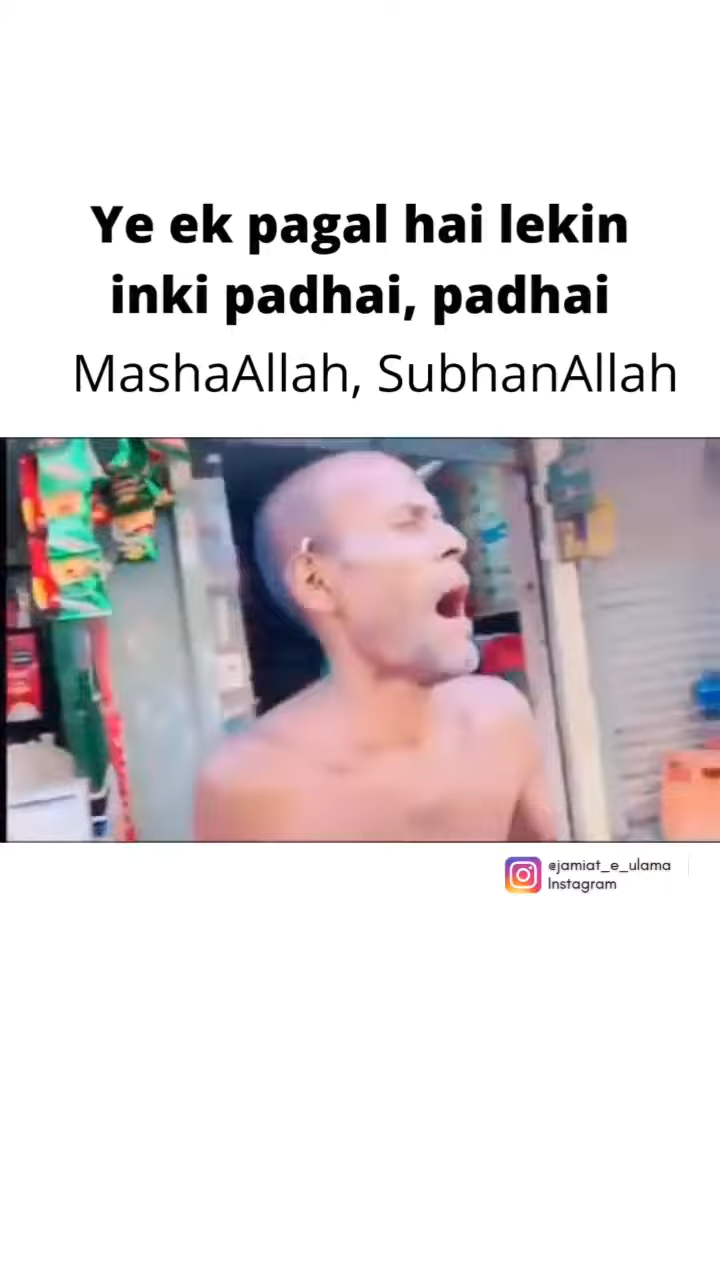 Ye ek pagal hai lekin
inki padhai, padhai
MashaAllah, SubhanAllah
@jamiat_e_ulama
Instagram